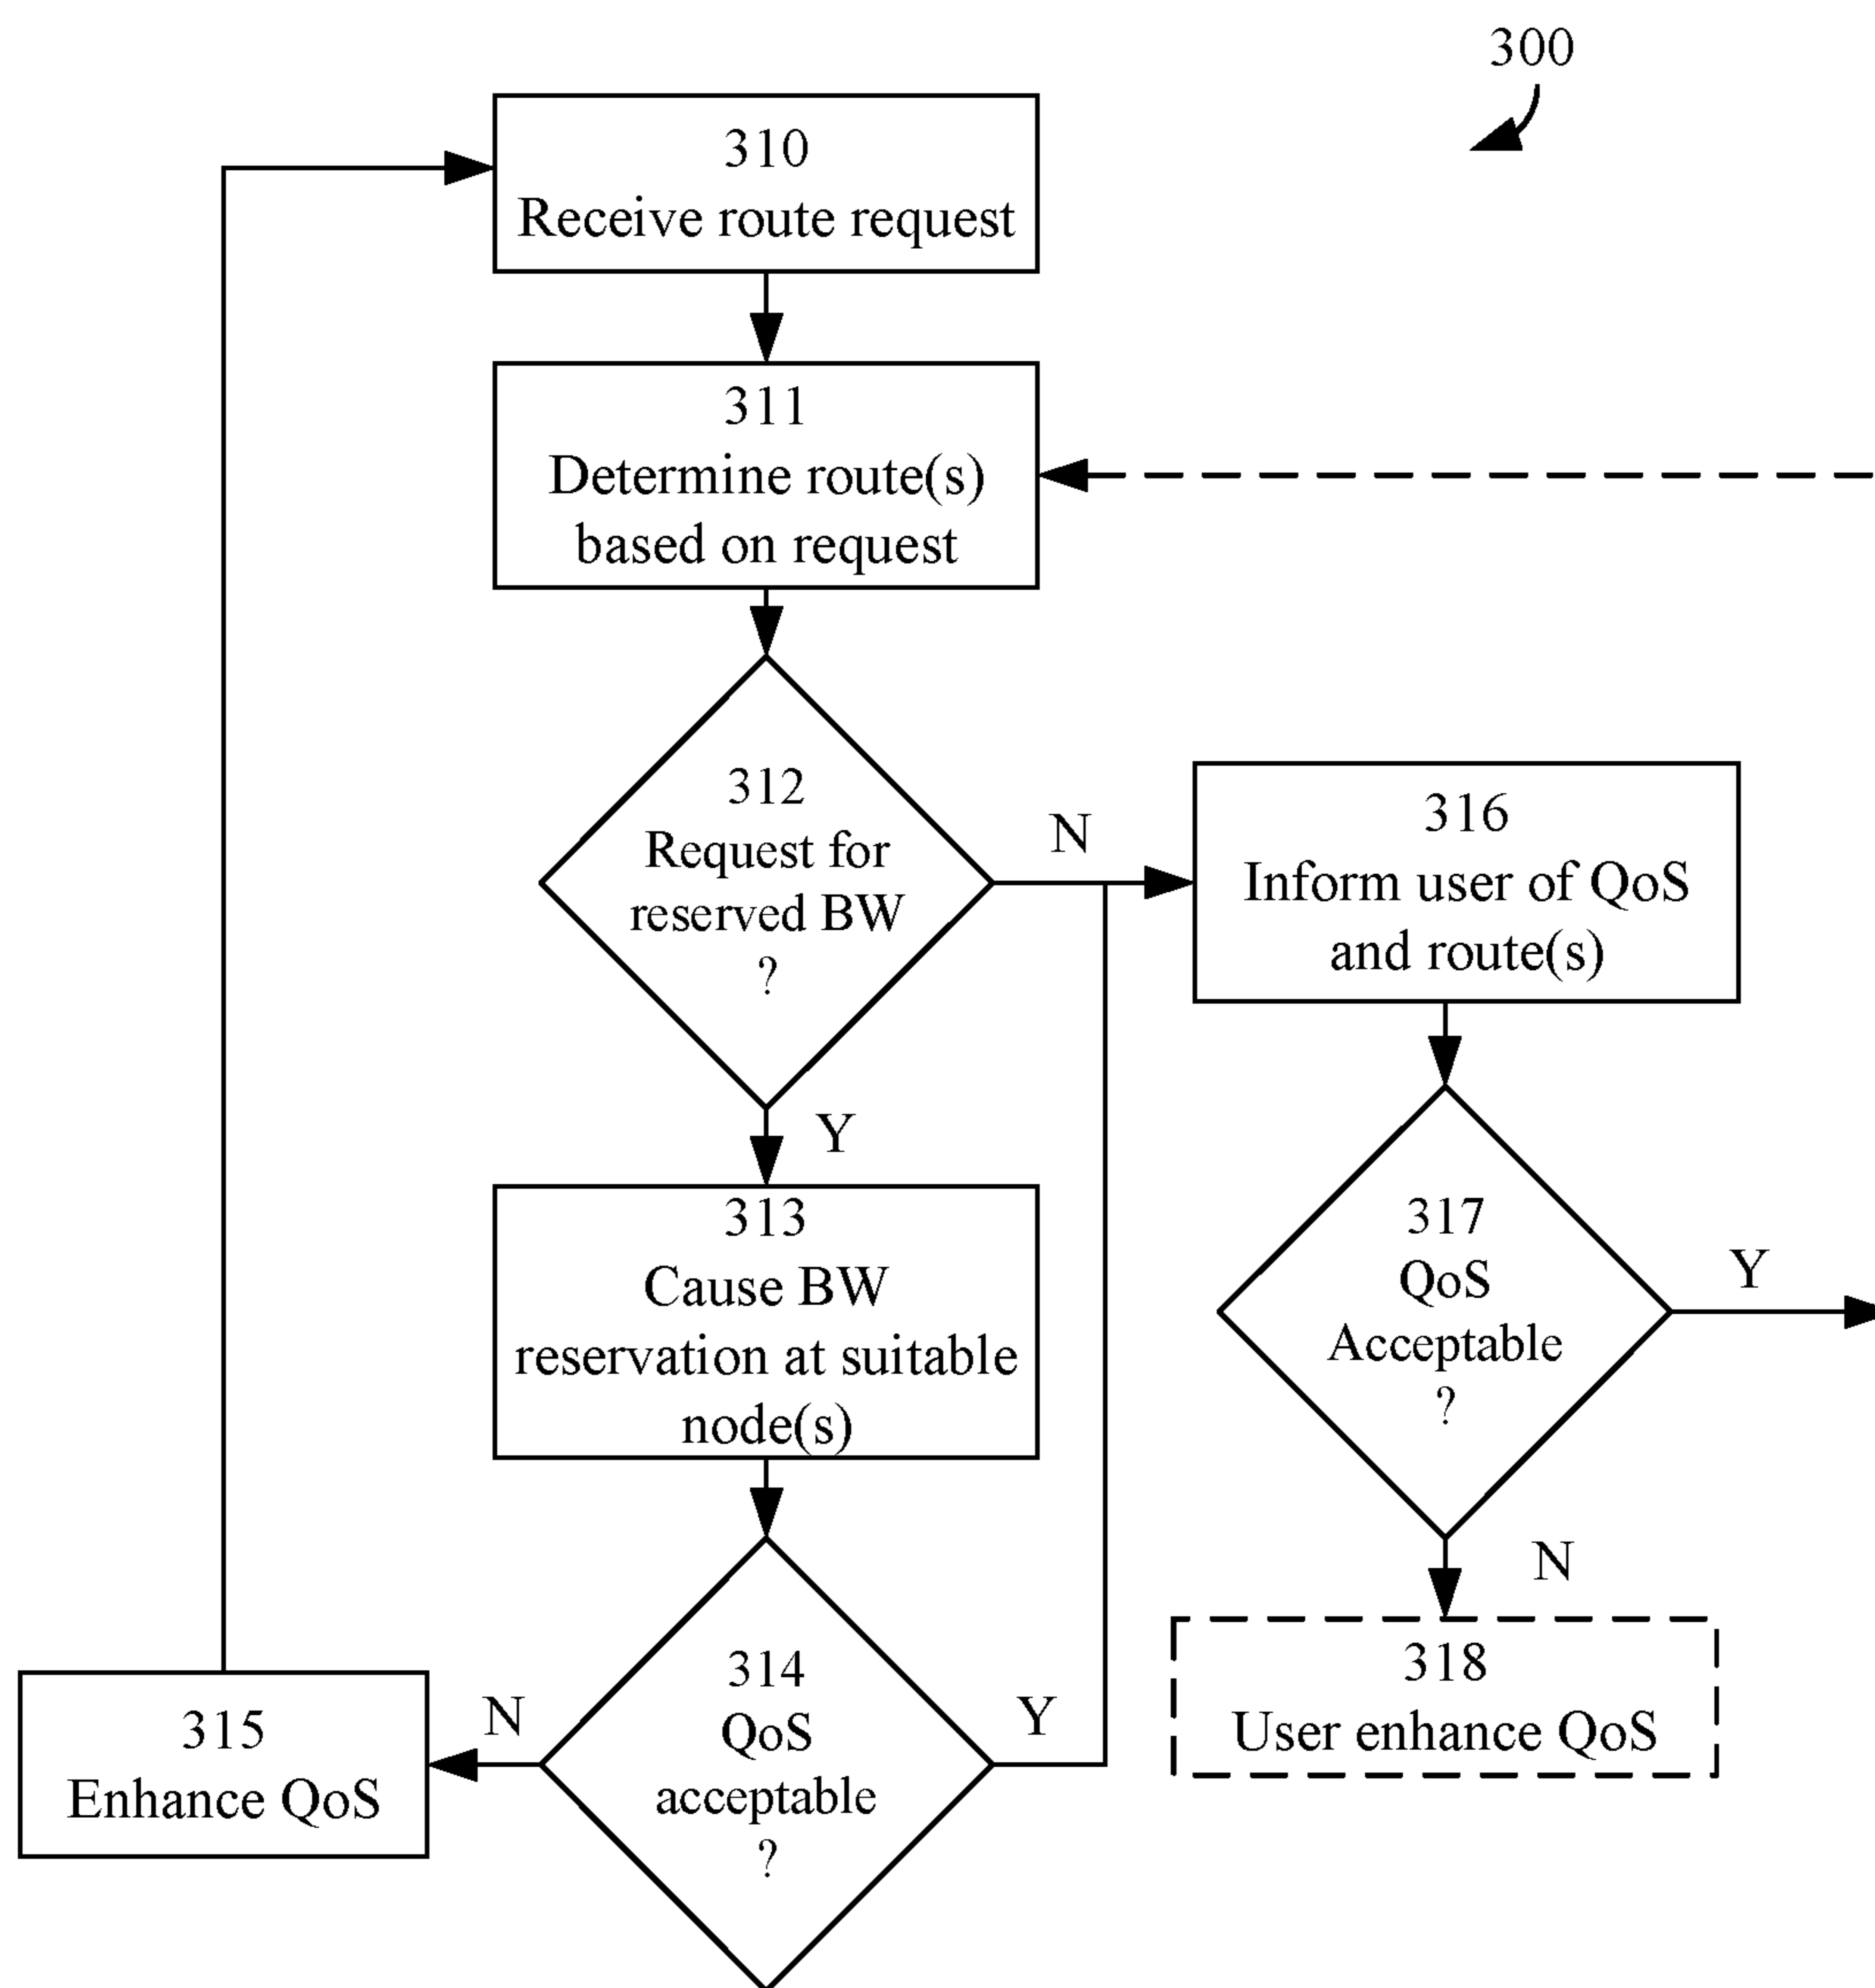 300
310
Receive route request
311
Determine route(s)
based on request
312
Request for
reserved BW
?
N
Y
313
Cause BW
reservation at suitable
node(s)
314
QoS
acceptable
?
N
Y
315
Enhance QoS
316
Inform user of QoS
and route(s)
317
QoS
Acceptable
?
Y
N
318
User enhance QoS